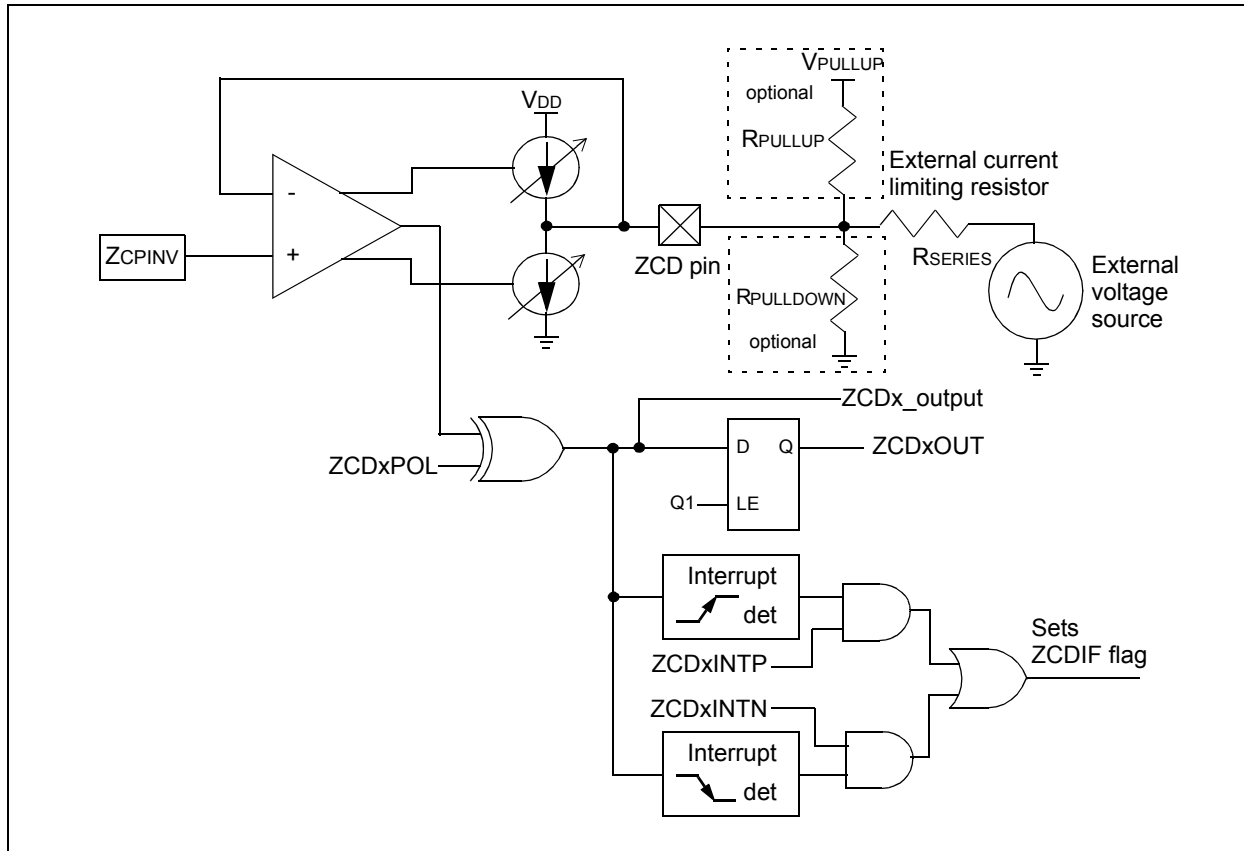 VPULLUP
optional
VDD
RPULLUP
External current
limiting resistor
-
ZCPINV
+
ZCD pin
RSERIES
RPULLDOWN
External
voltage
source
optional
ZCDx_output
D
Q
ZCDxOUT
ZCDxPOL
Q1
LE
Interrupt
det
Sets
ZCDIF flag
ZCDxINTP
ZCDxINTN
Interrupt
det